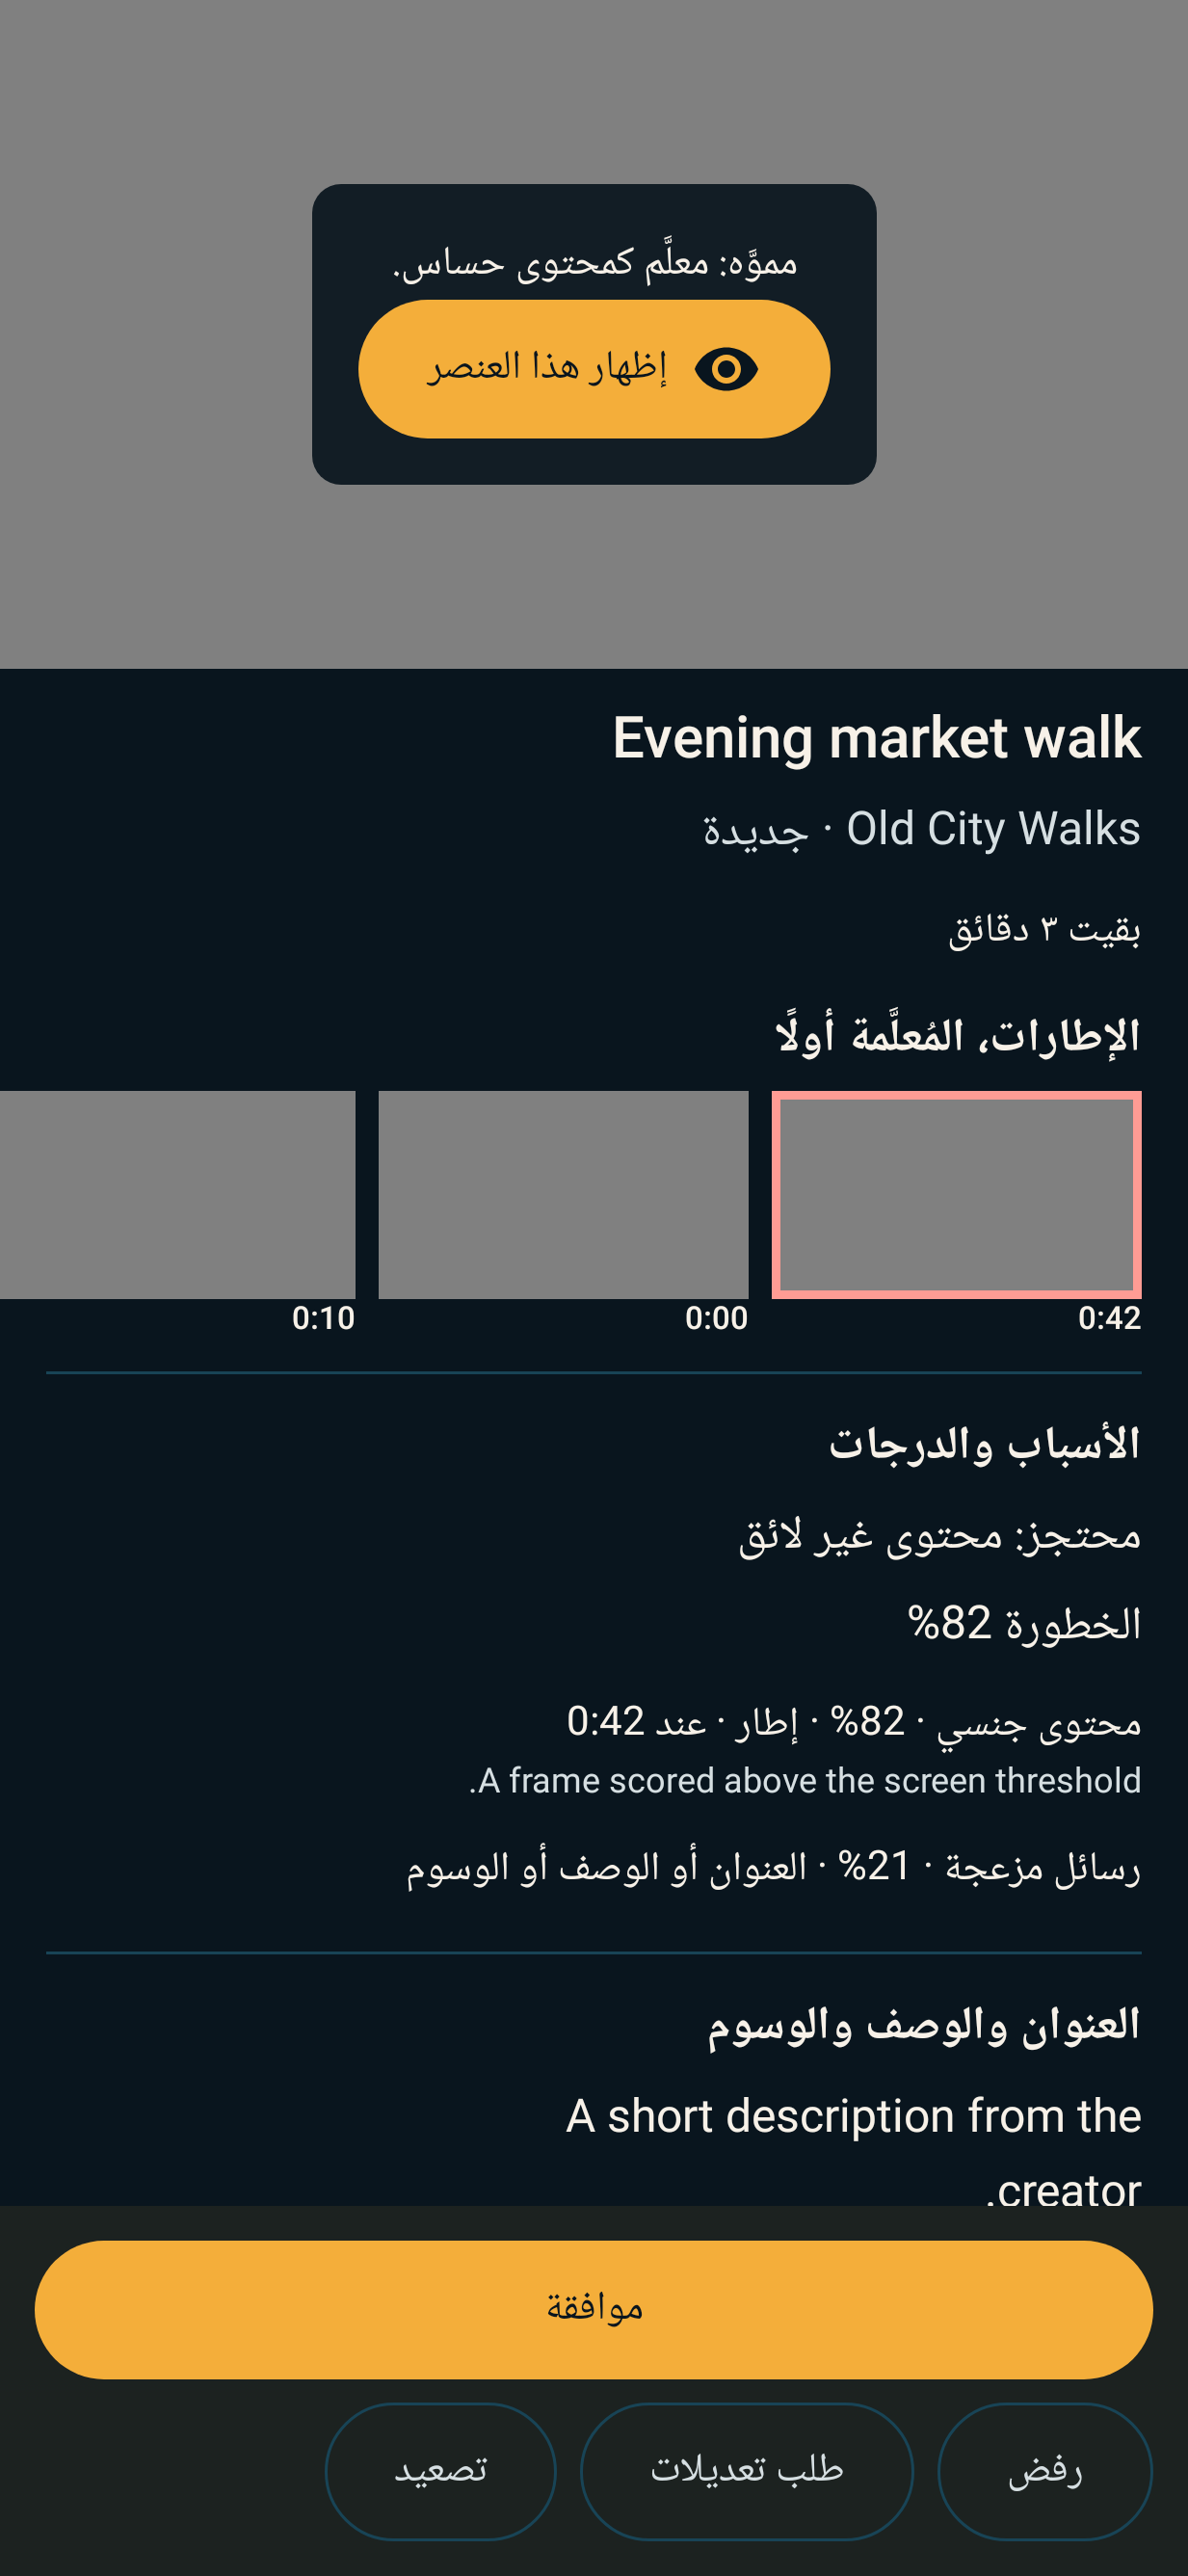 مموَّه: معلَّم كمحتوى حساس.
إظهار هذا العنصر
Evening market walk
Old City Walks · جديدة
بقيت ٣ دقائق
الإطارات، المُعلَّمة أولًا
0:42
0:00
0:10
الأسباب والدرجات
محتجز: محتوى غير لائق
الخطورة 82%
محتوى جنسي · 82% · إطار · عند 0:42
A frame scored above the screen threshold.
رسائل مزعجة · 21% · العنوان أو الوصف أو الوسوم
العنوان والوصف والوسوم
A short description from the
creator.
موافقة
رفض
طلب تعديلات
تصعيد